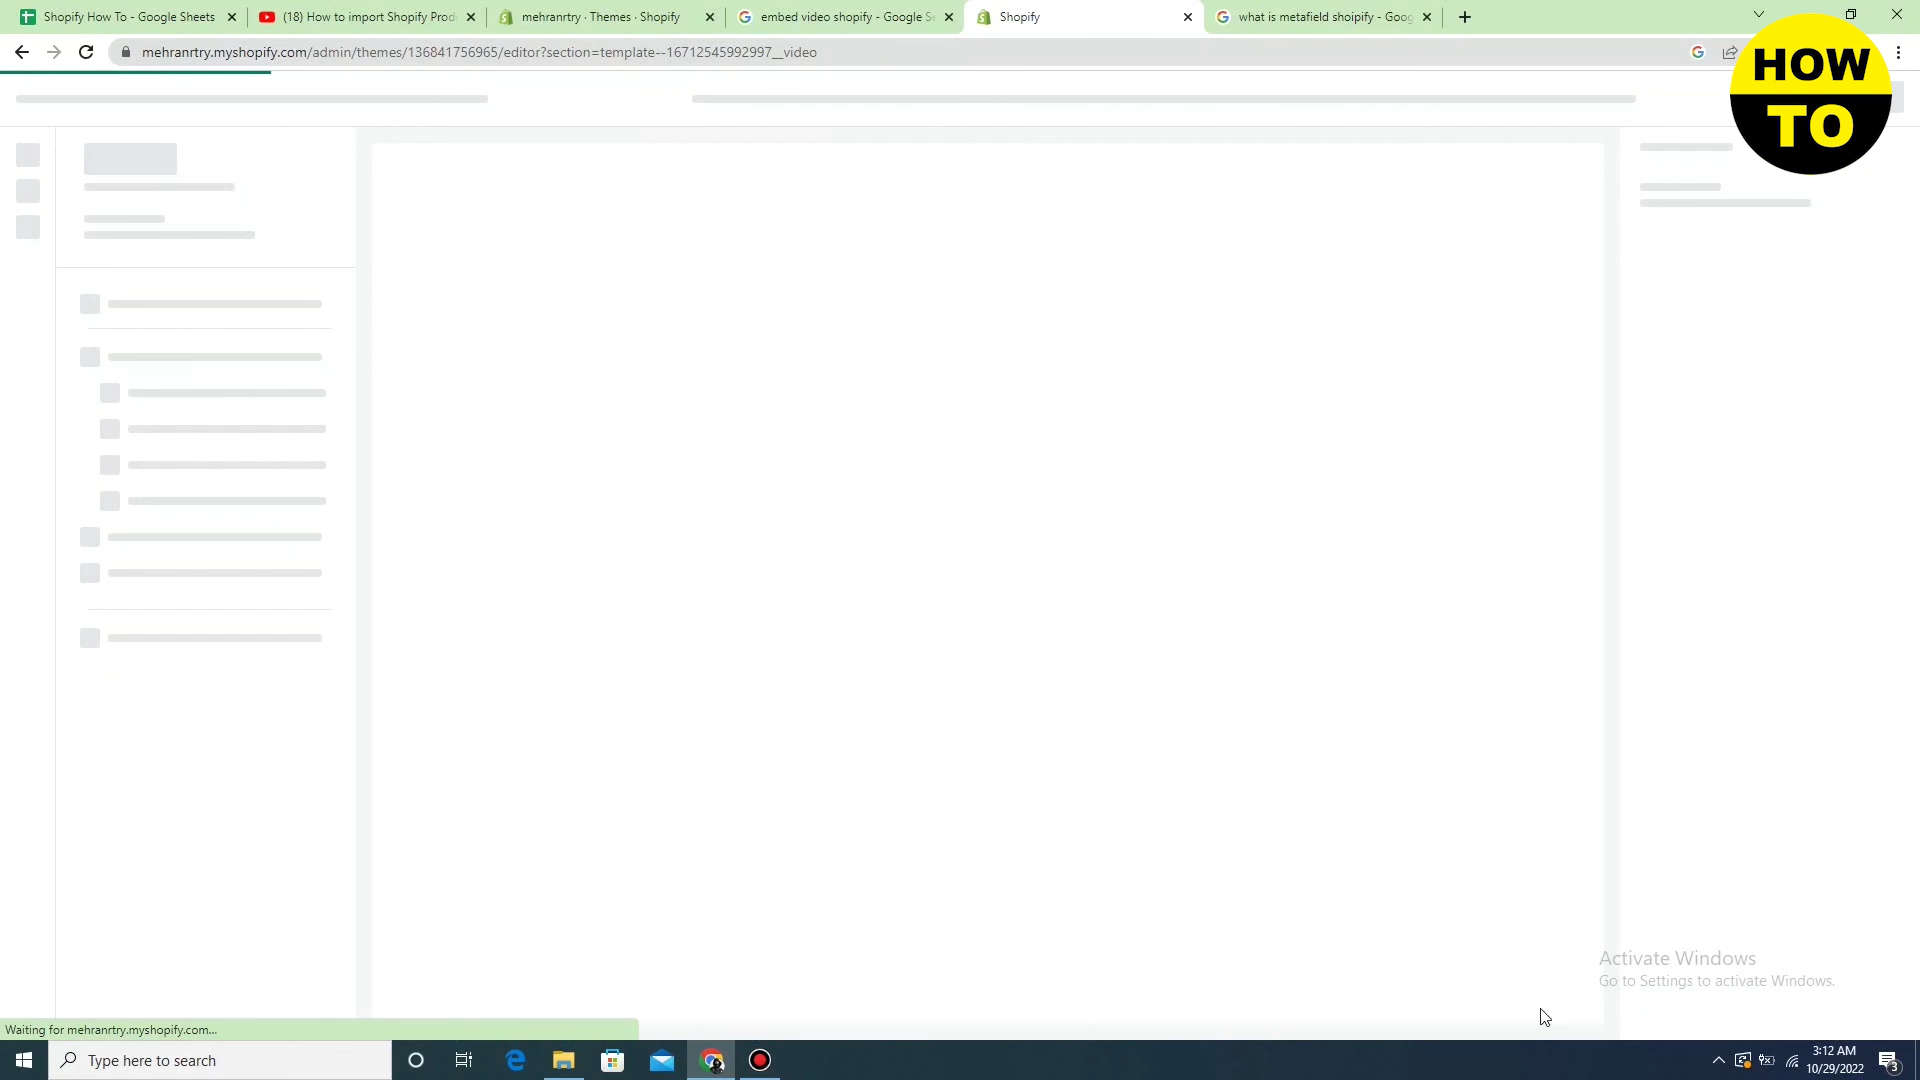 Shopify How To - Google Sheets
(18) How to import Shopify Prod
mehranrtry · Themes · Shopify
embed video shopify - Google Se
Shopify
what is metafield shoipify - Goog
mehranrtry.myshopify.com/admin/themes/136841756965/editor?section=template--16712545992997__video
HOW
TO
Activate Windows
Go to Settings to activate Windows.
Waiting for mehranrtry.myshopify.com...
Type here to search
3:12 AM
10/29/2022
3